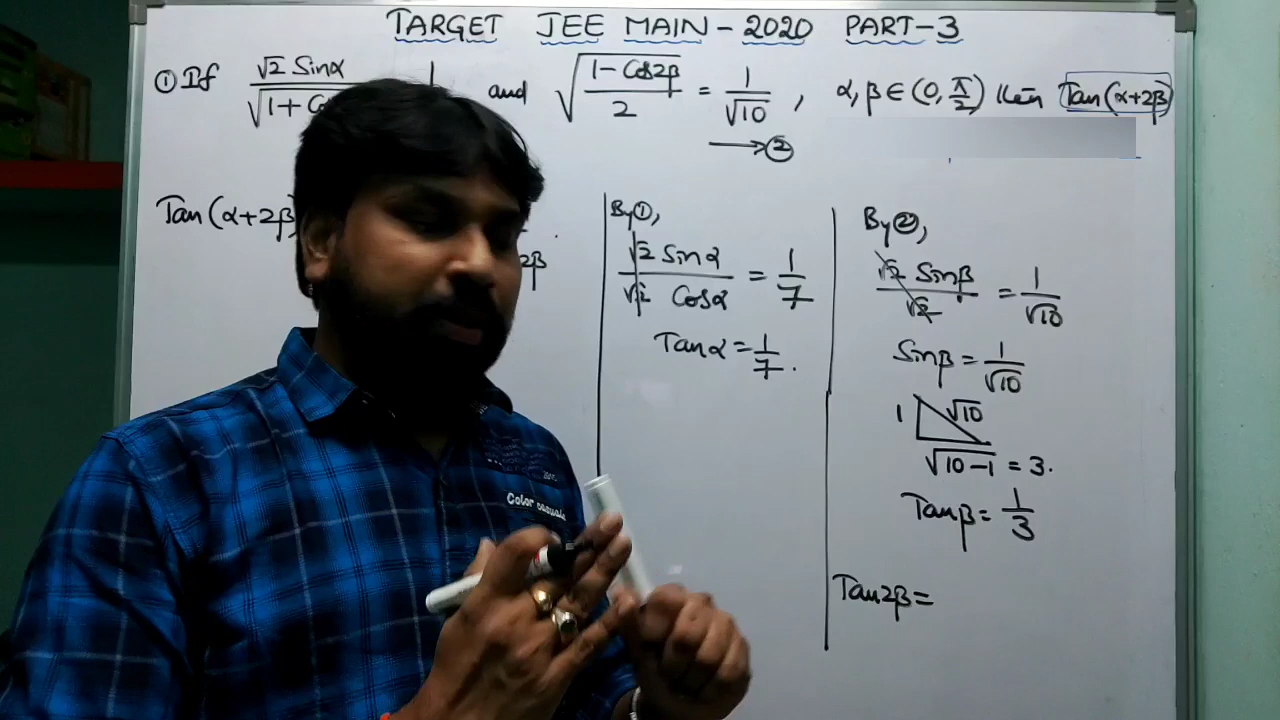 TARGET JEE MAIN - 2020 PART-3
① If √2 Sinα / √1+ C 1 and √(1-Cos2β / 2) = 1/√10 , α, β ∈ (0, π/2) then Tan(α+2β)
→ ②
Tan(α+2β)
2β
By①,
√2 Sinα / √2 Cosα = 1/7
Tanα = 1/7 .
By②,
√2 Sinβ / √2 = 1/√10
Sinβ = 1/√10
1 √10
√10-1 = 3.
Tanβ = 1/3
Tan2β =
Color casuals